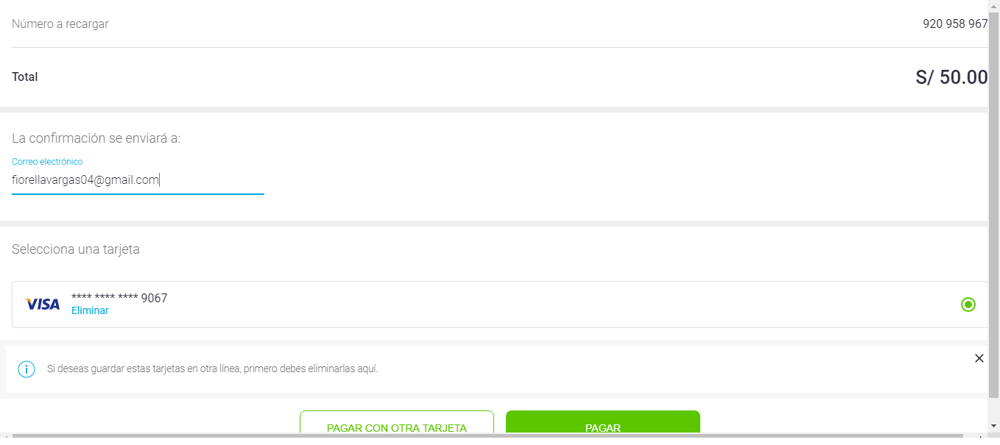 Número a recargar 920 958 967
Total S/ 50.00
La confirmación se enviará a:
Correo electrónico
fiorellavargas04@gmail.com
Selecciona una tarjeta
VISA **** **** **** 9067
Eliminar
Si deseas guardar estas tarjetas en otra línea, primero debes eliminarlas aquí.
PAGAR CON OTRA TARJETA PAGAR